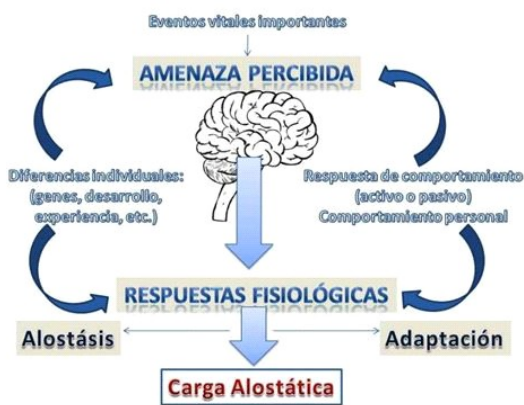 Eventos vitales importantes
AMENAZA PERCIBIDA
Diferencias individuales:
(genes, desarrollo,
experiencia, etc.)
Respuesta de comportamiento
(activo o pasivo)
Comportamiento personal
RESPUESTAS FISIOLÓGICAS
Alostásis
Adaptación
Carga Alostática